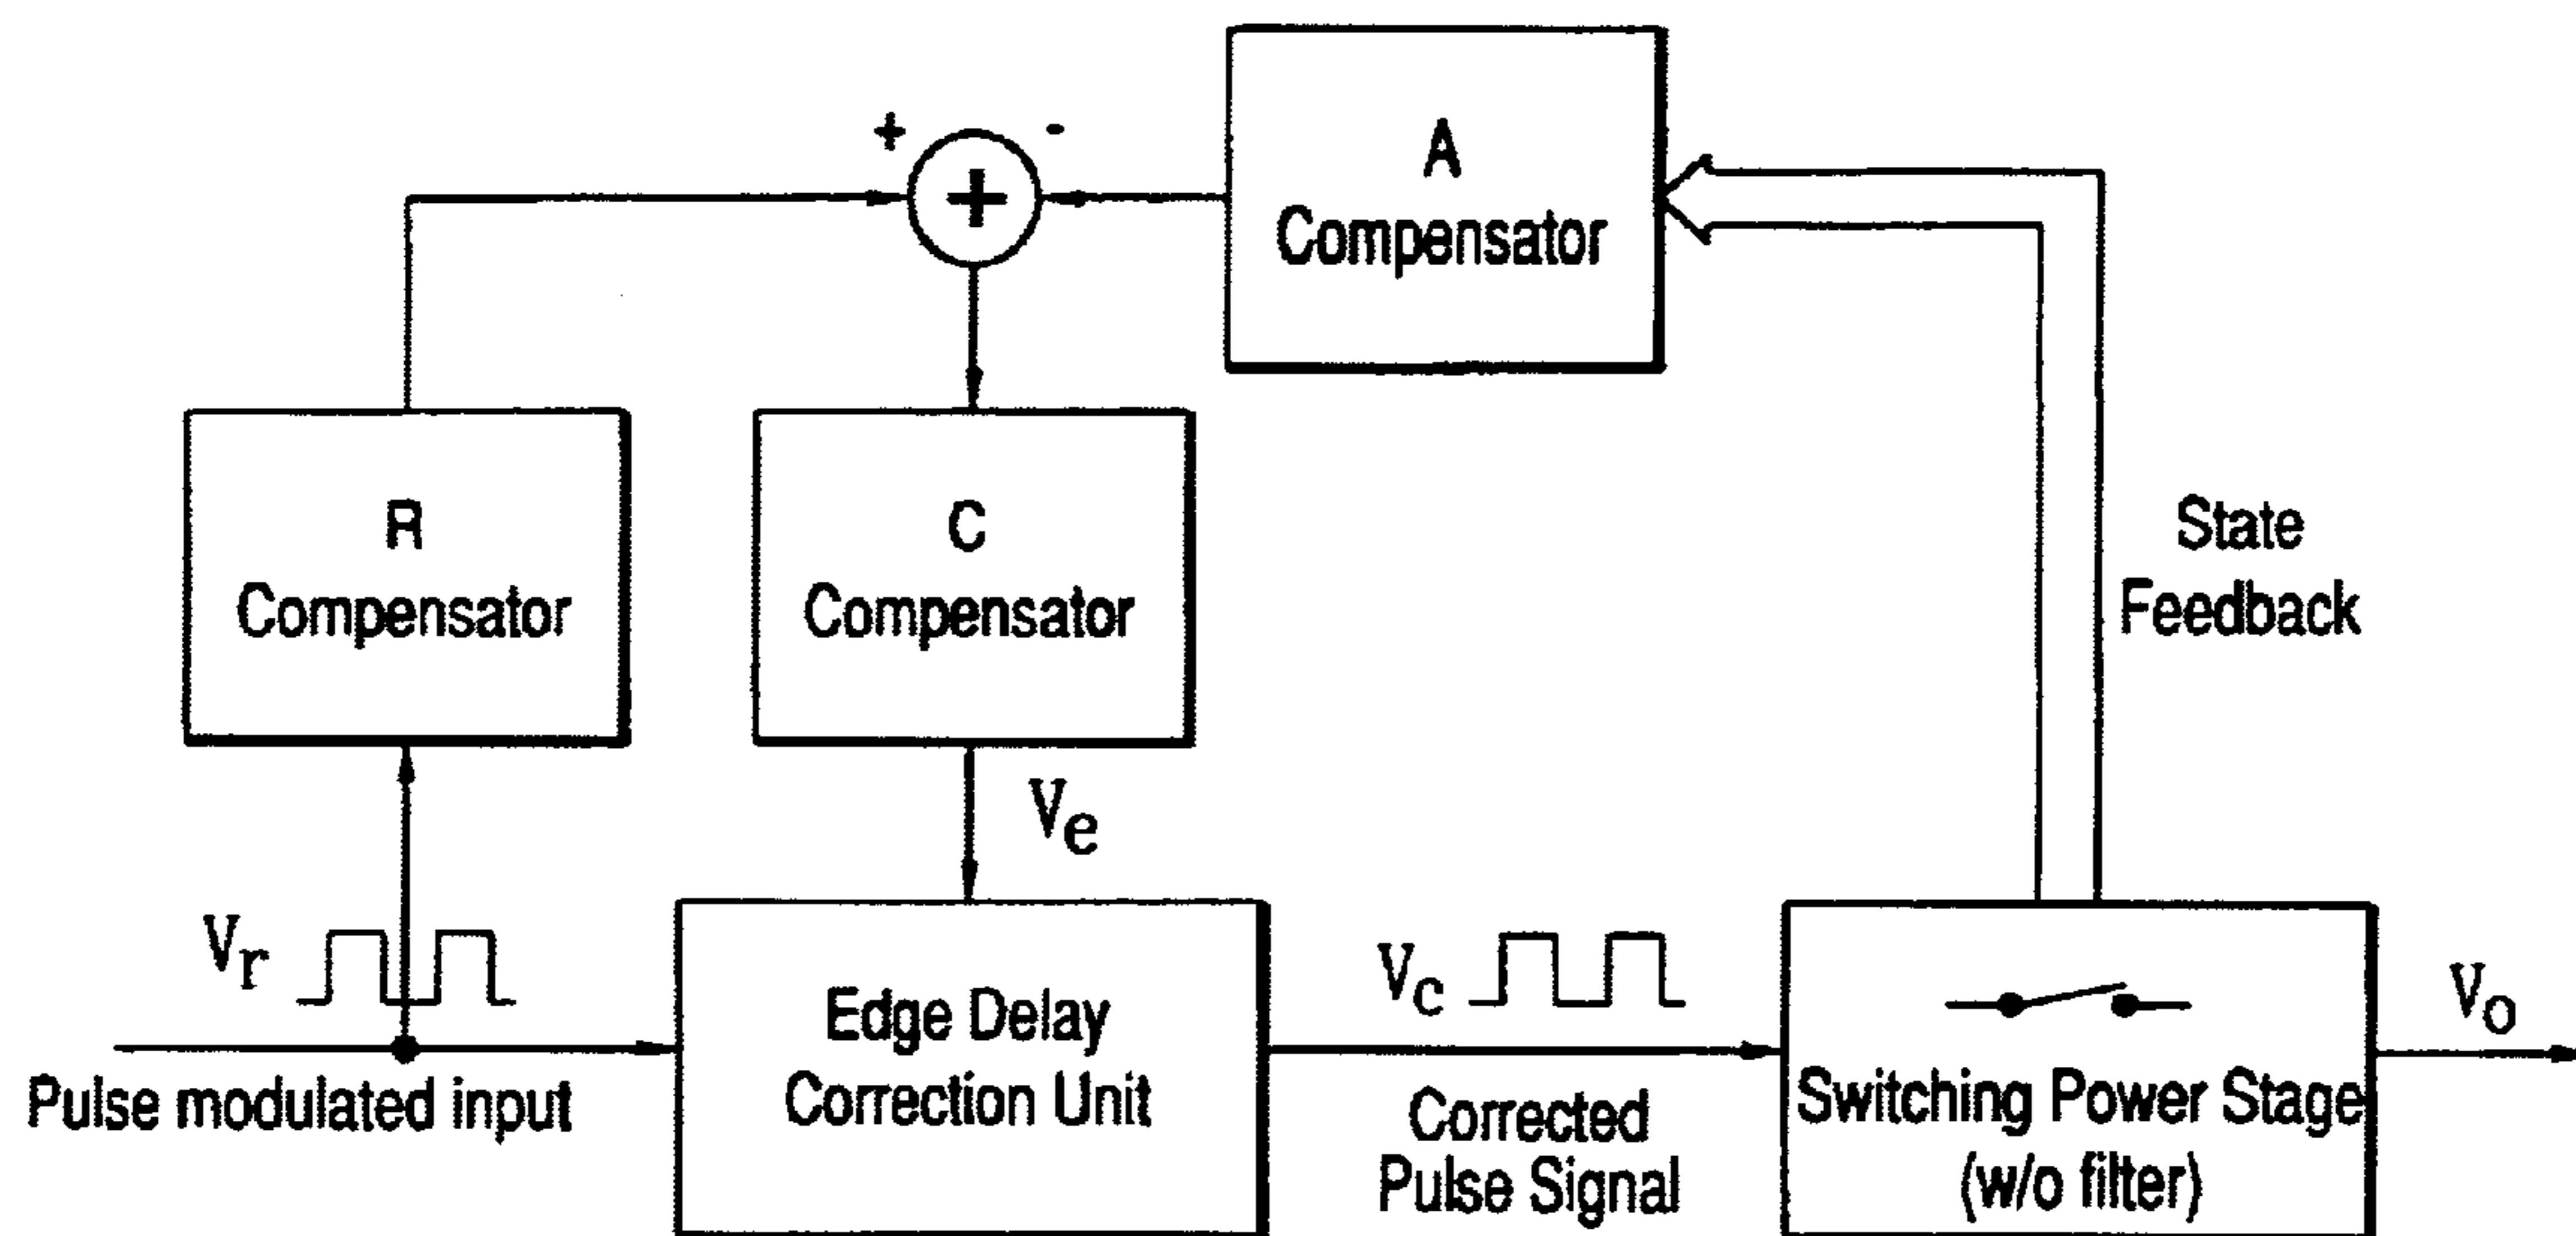 +
-
+
A
Compensator
R
Compensator
C
Compensator
State
Feedback
Ve
Vr
Pulse modulated input
Edge Delay
Correction Unit
Vc
Corrected
Pulse Signal
Switching Power Stage
(w/o filter)
Vo